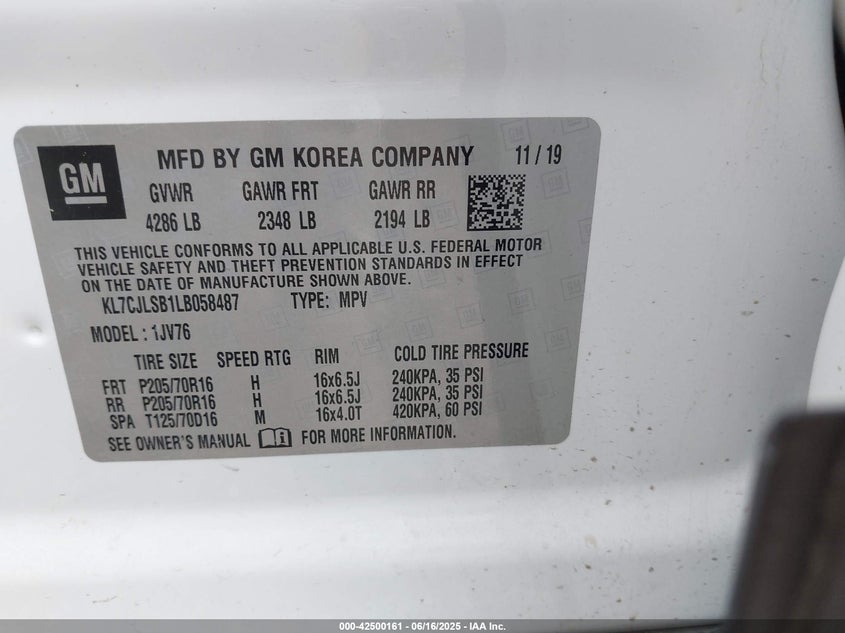 GM
MFD BY GM KOREA COMPANY 11 / 19
GVWR GAWR FRT GAWR RR
4286 LB 2348 LB 2194 LB
THIS VEHICLE CONFORMS TO ALL APPLICABLE U.S. FEDERAL MOTOR
VEHICLE SAFETY AND THEFT PREVENTION STANDARDS IN EFFECT
ON THE DATE OF MANUFACTURE SHOWN ABOVE.
KL7CJLSB1LB058487 TYPE: MPV
MODEL : 1JV76
TIRE SIZE SPEED RTG RIM COLD TIRE PRESSURE
FRT P205/70R16 H 16x6.5J 240KPA, 35 PSI
RR P205/70R16 H 16x6.5J 240KPA, 35 PSI
SPA T125/70D16 M 16x4.0T 420KPA, 60 PSI
SEE OWNER'S MANUAL FOR MORE INFORMATION.
000-42500161 - 06/16/2025 - IAA Inc.